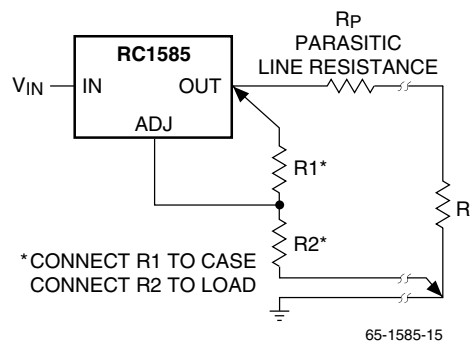 RP
PARASITIC
LINE RESISTANCE
RC1585
VIN
IN
OUT
ADJ
R1*
R
R2*
*CONNECT R1 TO CASE
CONNECT R2 TO LOAD
65-1585-15